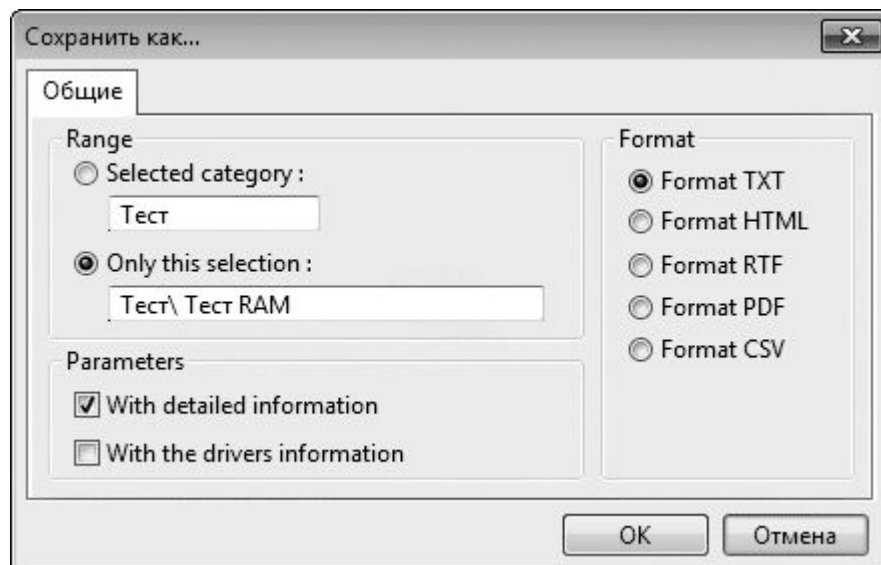 Сохранить как...
Общие
Range
Selected category :
Тест
Only this selection :
Тест\ Тест RAM
Parameters
With detailed information
With the drivers information
Format
Format TXT
Format HTML
Format RTF
Format PDF
Format CSV
OK
Отмена